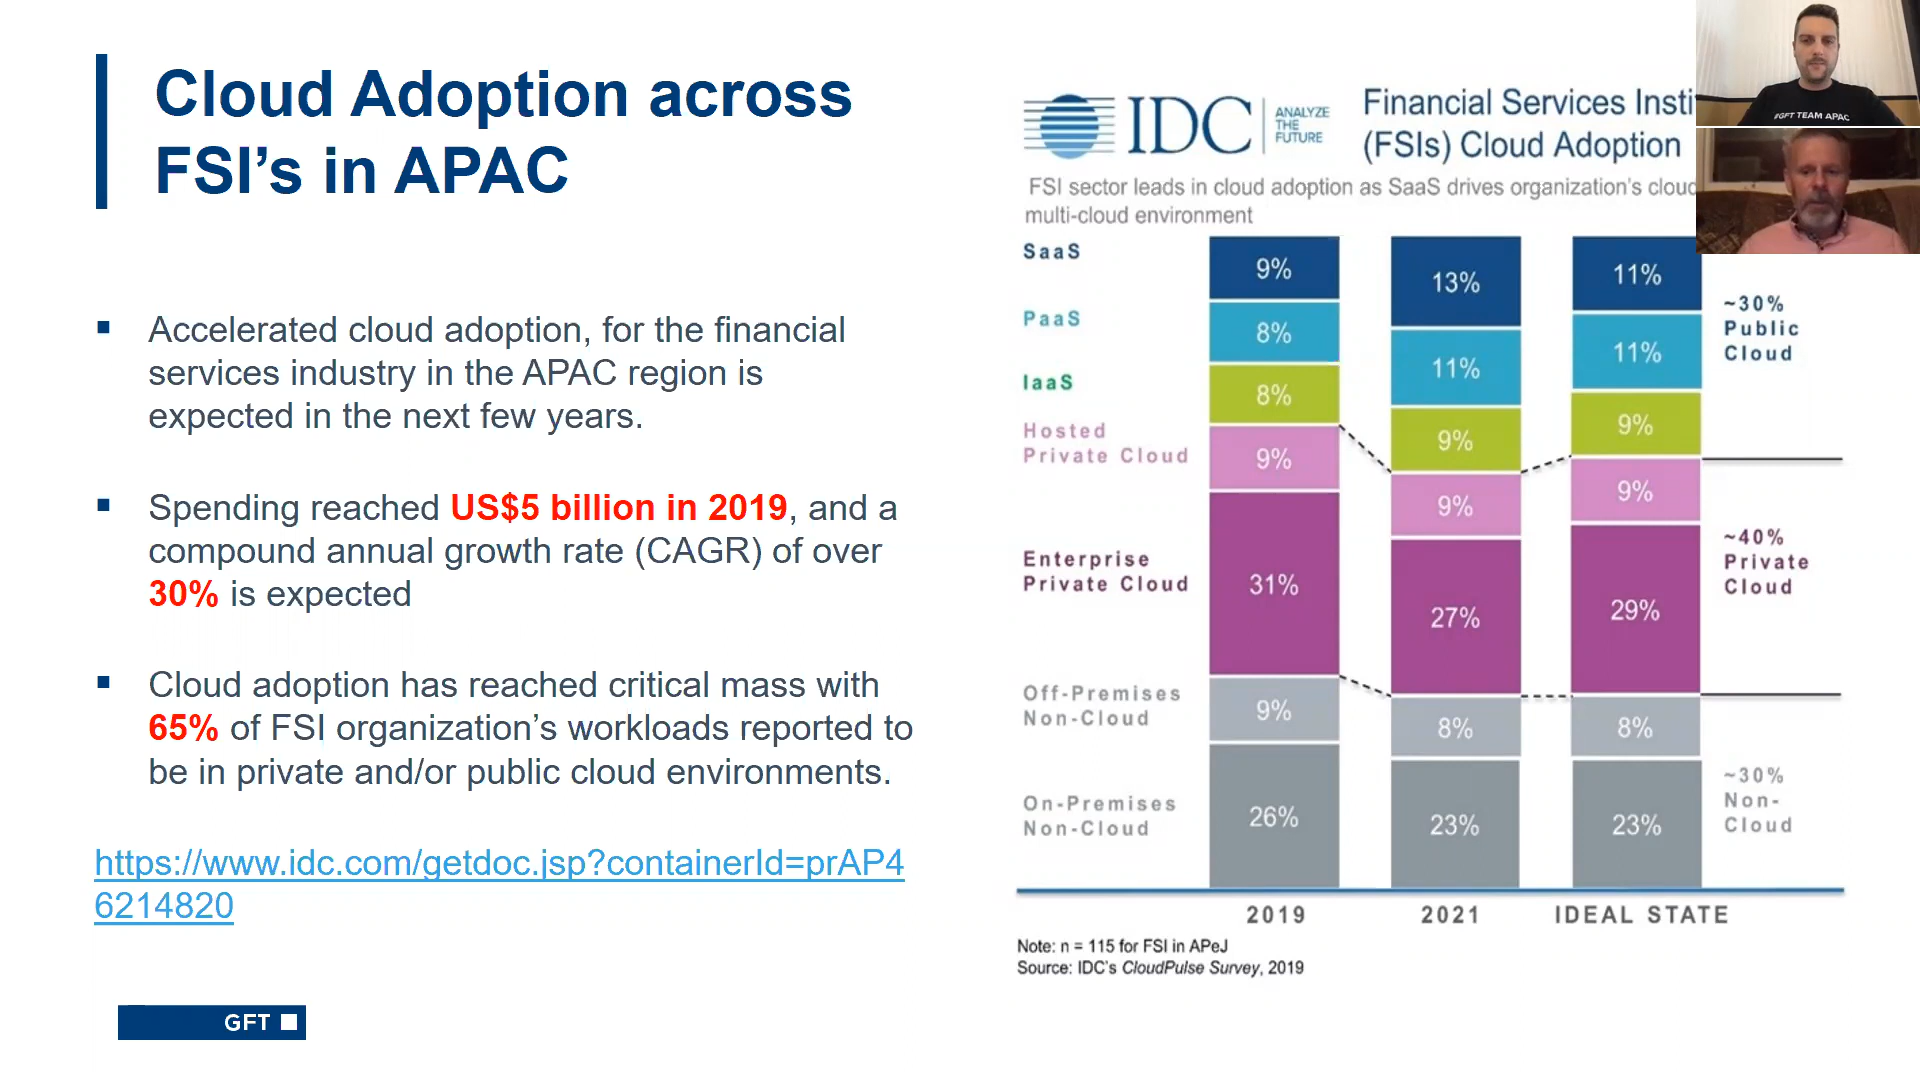 Cloud Adoption across
FSI’s in APAC
Accelerated cloud adoption, for the financial
services industry in the APAC region is
expected in the next few years.
Spending reached US$5 billion in 2019, and a
compound annual growth rate (CAGR) of over
30% is expected
Cloud adoption has reached critical mass with
65% of FSI organization’s workloads reported to
be in private and/or public cloud environments.
https://www.idc.com/getdoc.jsp?containerId=prAP4
6214820
GFT
IDC
ANALYZE
THE
FUTURE
Financial Services Insti
(FSIs) Cloud Adoption
FSI sector leads in cloud adoption as SaaS drives organization’s cloud
multi-cloud environment
SaaS
9%
13%
11%
PaaS
8%
11%
11%
IaaS
8%
9%
9%
~30%
Public
Cloud
Hosted
Private Cloud
9%
9%
9%
Enterprise
Private Cloud
31%
27%
29%
~40%
Private
Cloud
Off-Premises
Non-Cloud
9%
8%
8%
On-Premises
Non-Cloud
26%
23%
23%
~30%
Non-
Cloud
2019
2021
IDEAL STATE
Note: n = 115 for FSI in APeJ
Source: IDC’s CloudPulse Survey, 2019
#GFT TEAM APAC